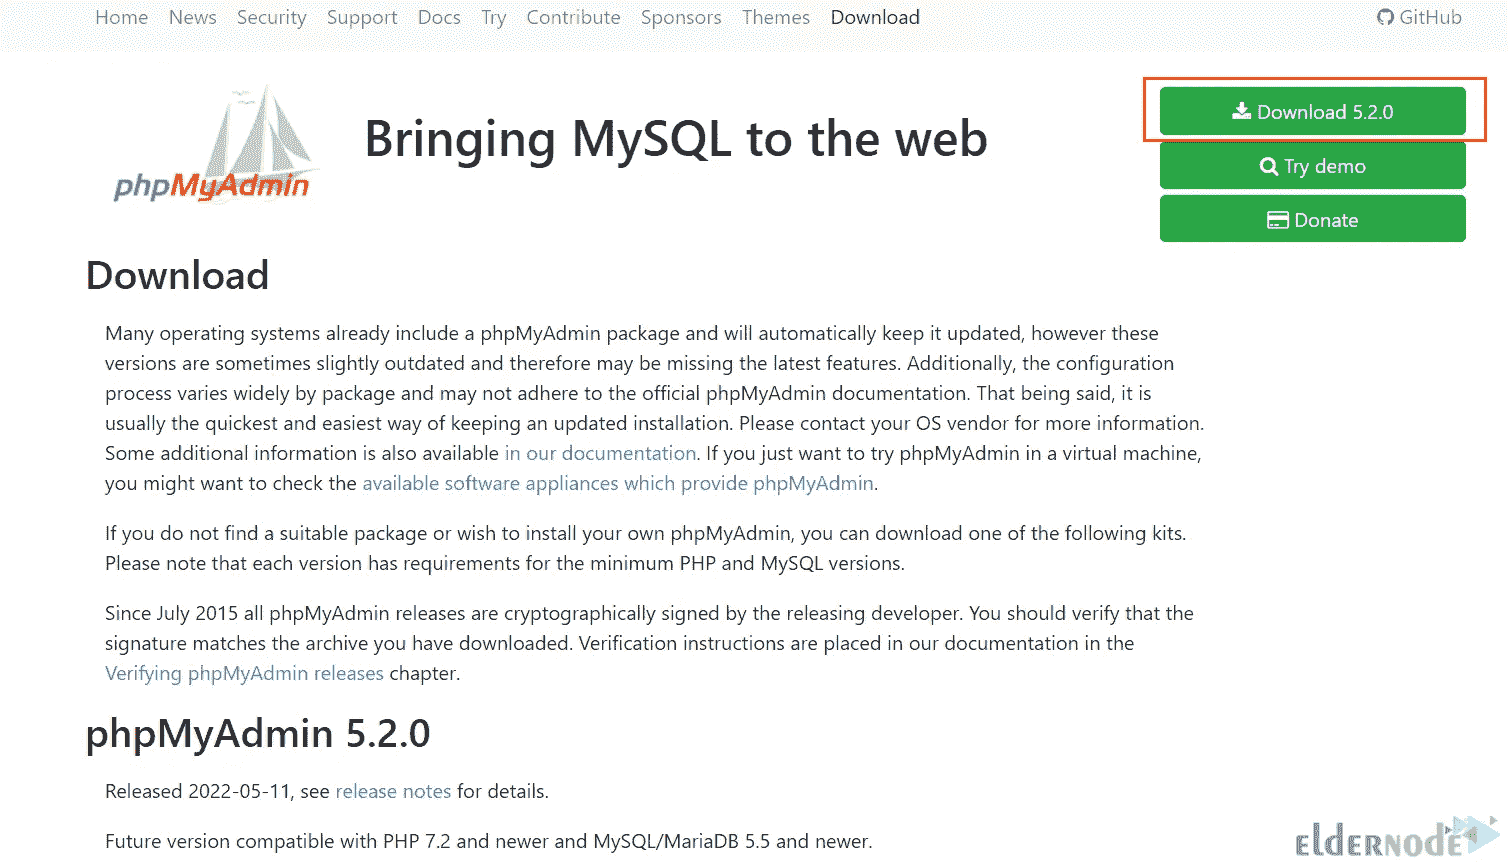 Home News Security Support Docs Try Contribute Sponsors Themes Download GitHub
phpMyAdmin
Bringing MySQL to the web
Download 5.2.0
Try demo
Donate
Download
Many operating systems already include a phpMyAdmin package and will automatically keep it updated, however these
versions are sometimes slightly outdated and therefore may be missing the latest features. Additionally, the configuration
process varies widely by package and may not adhere to the official phpMyAdmin documentation. That being said, it is
usually the quickest and easiest way of keeping an updated installation. Please contact your OS vendor for more information.
Some additional information is also available in our documentation. If you just want to try phpMyAdmin in a virtual machine,
you might want to check the available software appliances which provide phpMyAdmin.
If you do not find a suitable package or wish to install your own phpMyAdmin, you can download one of the following kits.
Please note that each version has requirements for the minimum PHP and MySQL versions.
Since July 2015 all phpMyAdmin releases are cryptographically signed by the releasing developer. You should verify that the
signature matches the archive you have downloaded. Verification instructions are placed in our documentation in the
Verifying phpMyAdmin releases chapter.
phpMyAdmin 5.2.0
Released 2022-05-11, see release notes for details.
Future version compatible with PHP 7.2 and newer and MySQL/MariaDB 5.5 and newer.
eldernode